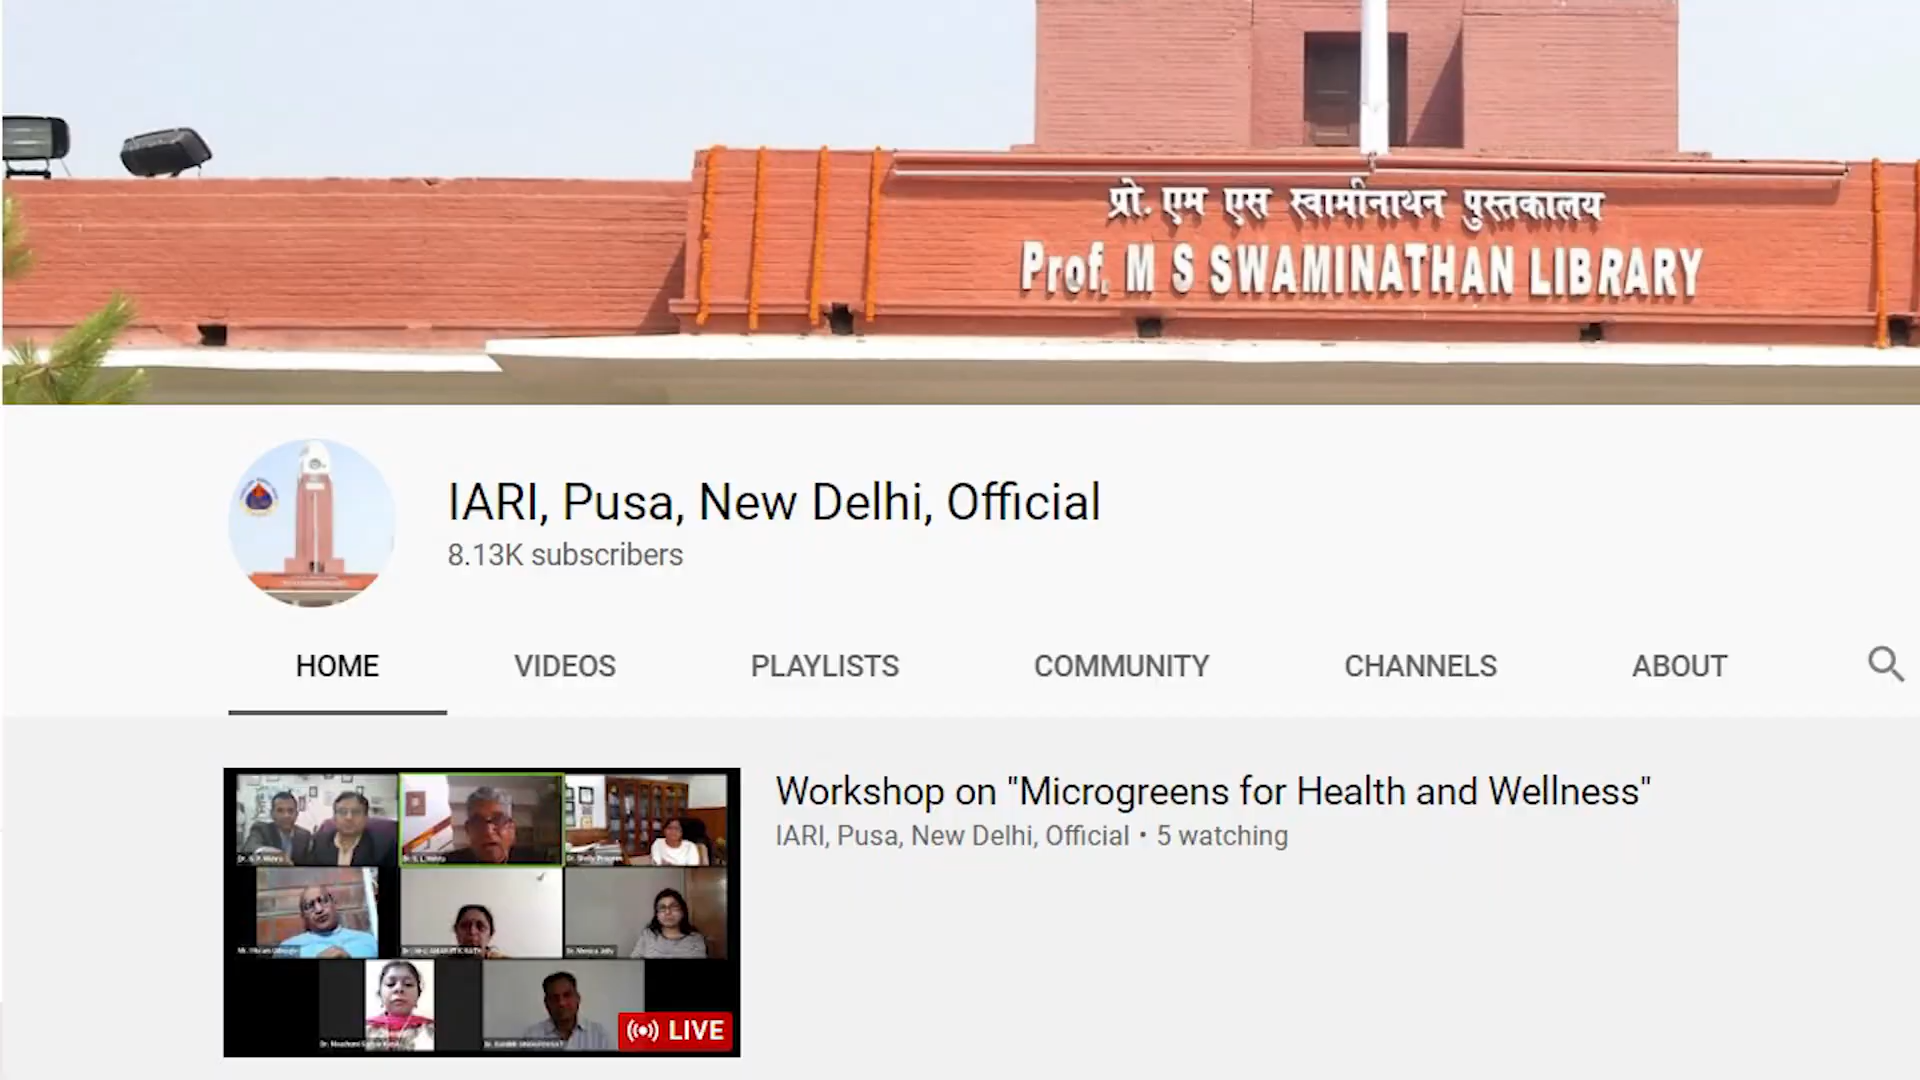 प्रो. एम एस स्वामीनाथन पुस्तकालय
Prof. M S SWAMINATHAN LIBRARY
IARI, Pusa, New Delhi, Official
8.13K subscribers
HOME VIDEOS PLAYLISTS COMMUNITY CHANNELS ABOUT
Workshop on "Microgreens for Health and Wellness"
IARI, Pusa, New Delhi, Official • 5 watching
LIVE